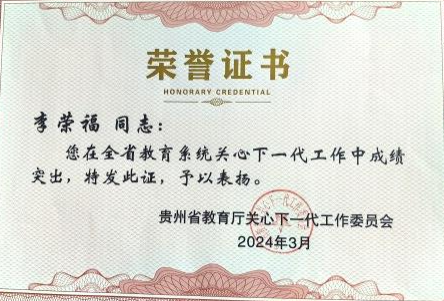 荣誉证书
HONORARY CREDENTIAL
李荣福 同志：
您在全省教育系统关心下一代工作中成绩
突出，特发此证，予以表扬。
贵州省教育厅关心下一代工作委员会
2024年3月